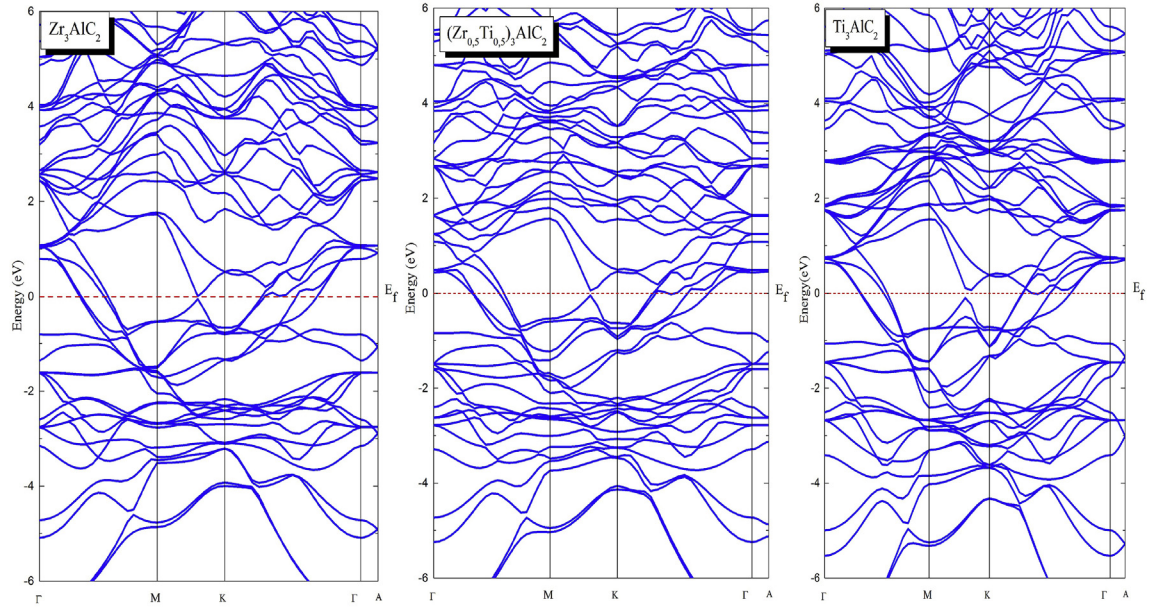 Zr3AlC2
6
4
2
0
-2
-4
-6
Energy (eV)
Ef
Γ M K Γ A
(Zr0,5Ti0,5)3AlC2
6
4
2
0
-2
-4
-6
Energy (eV)
Ef
Γ M K Γ A
Ti3AlC2
6
4
2
0
-2
-4
-6
Energy(eV)
Ef
Γ M K Γ A